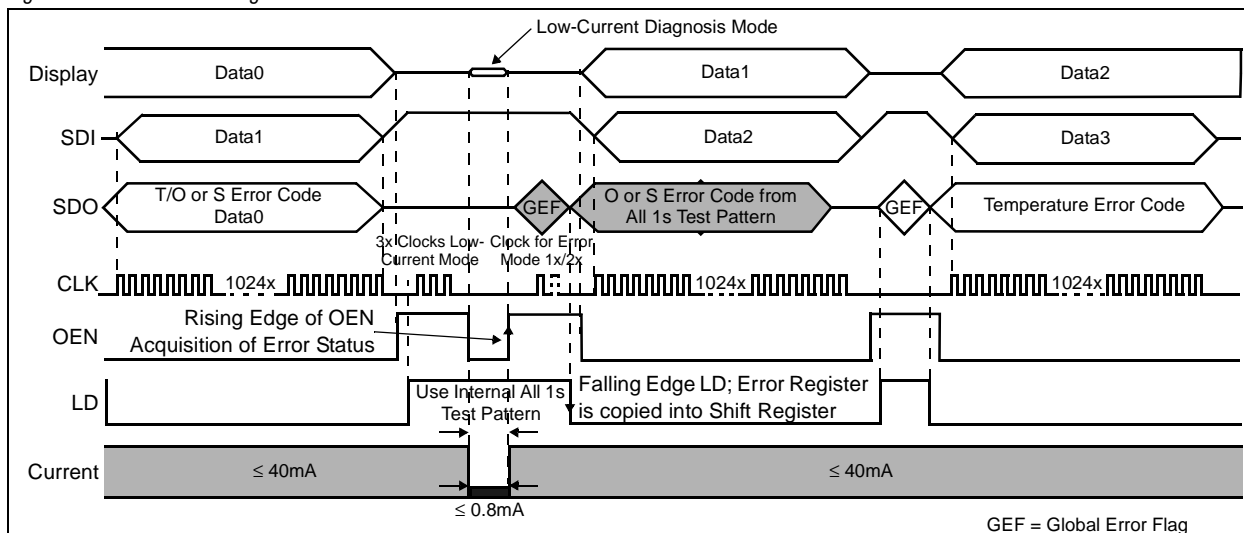 Low-Current Diagnosis Mode
Display
Data0
Data1
Data2
SDI
Data1
Data2
Data3
SDO
T/O or S Error Code
Data0
GEF
O or S Error Code from
All 1s Test Pattern
GEF
Temperature Error Code
3x Clocks Low-
Current Mode
Clock for Error
Mode 1x/2x
CLK
1024x
1024x
1024x
OEN
Rising Edge of OEN
Acquisition of Error Status
LD
Use Internal All 1s
Test Pattern
Falling Edge LD; Error Register
is copied into Shift Register
Current
≤ 40mA
≤ 40mA
≤ 0.8mA
GEF = Global Error Flag